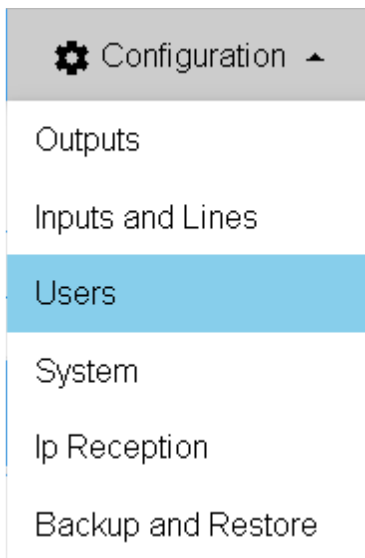 Configuration
Outputs
Inputs and Lines
Users
System
Ip Reception
Backup and Restore